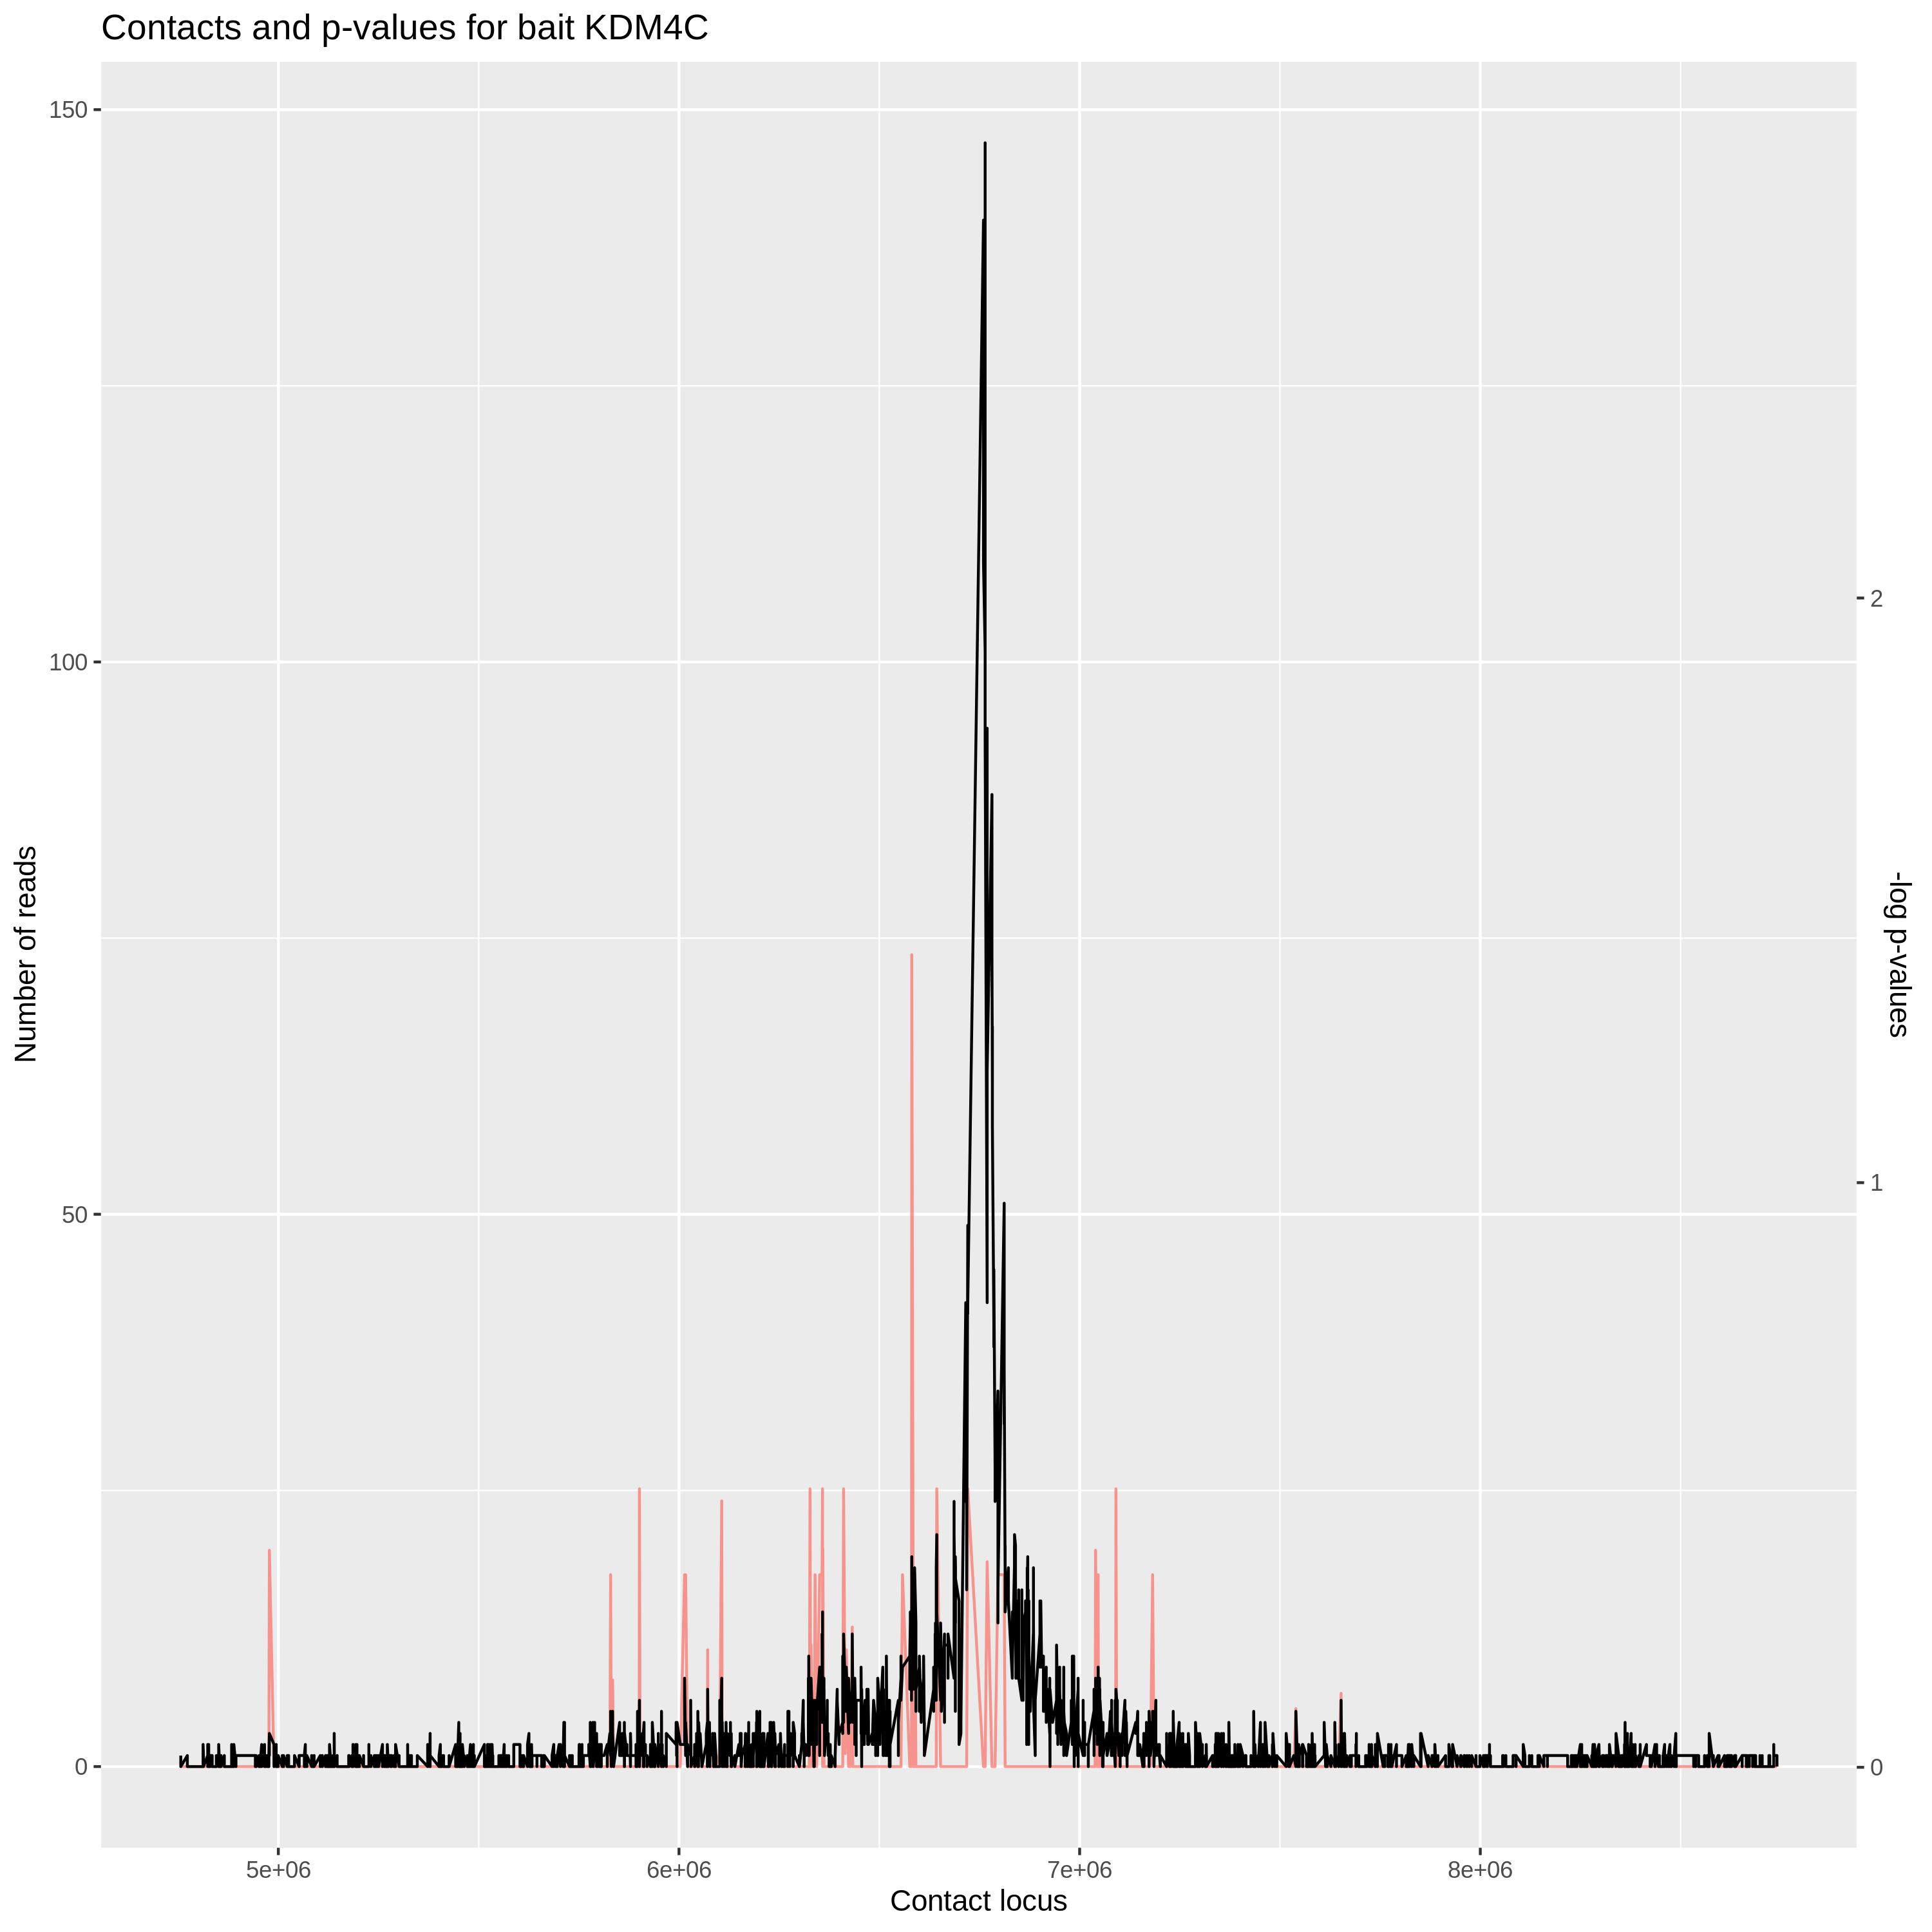 Contacts and p-values for bait KDM4C
150
100
50
0
Number of reads
2
1
0
-log p-values
5e+06
6e+06
7e+06
8e+06
Contact locus